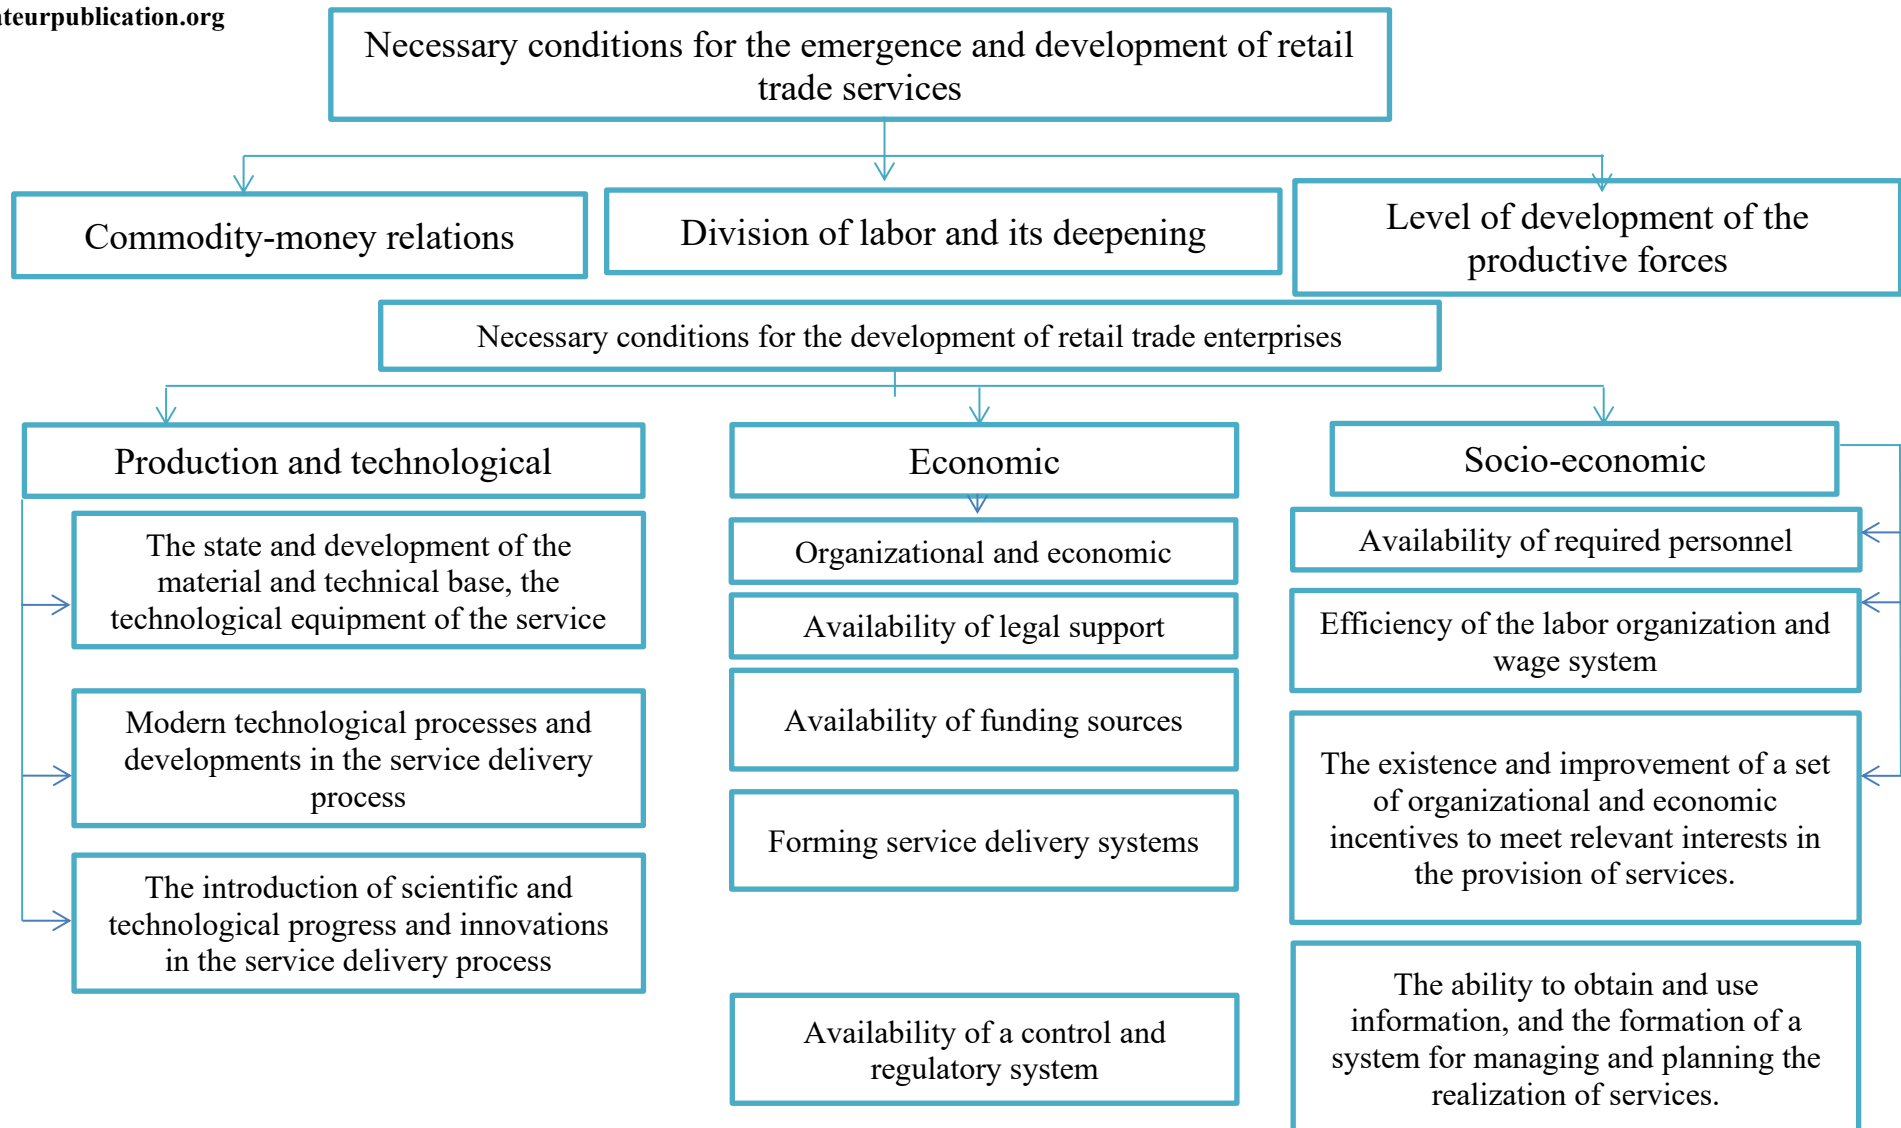 ateurpublication.org
Necessary conditions for the emergence and development of retail
trade services
Commodity-money relations
Division of labor and its deepening
Level of development of the
productive forces
Necessary conditions for the development of retail trade enterprises
Production and technological
Economic
Socio-economic
The state and development of the
material and technical base, the
technological equipment of the service
Modern technological processes and
developments in the service delivery
process
The introduction of scientific and
technological progress and innovations
in the service delivery process
Organizational and economic
Availability of legal support
Availability of funding sources
Forming service delivery systems
Availability of a control and
regulatory system
Availability of required personnel
Efficiency of the labor organization and
wage system
The existence and improvement of a set
of organizational and economic
incentives to meet relevant interests in
the provision of services.
The ability to obtain and use
information, and the formation of a
system for managing and planning the
realization of services.